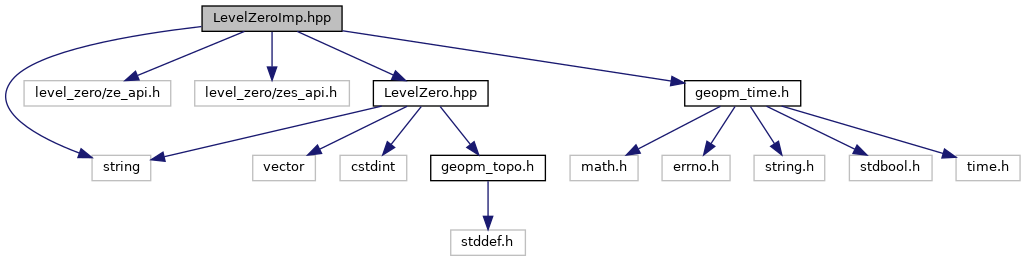 LevelZeroImp.hpp
level_zero/ze_api.h
level_zero/zes_api.h
LevelZero.hpp
geopm_time.h
string
vector
cstdint
geopm_topo.h
math.h
errno.h
string.h
stdbool.h
time.h
stddef.h